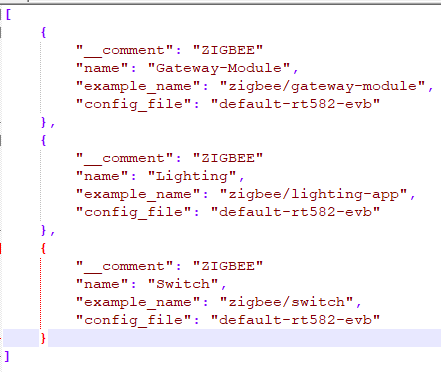 [
    {
        "__comment": "ZIGBEE"
        "name": "Gateway-Module",
        "example_name": "zigbee/gateway-module",
        "config_file": "default-rt582-evb"
    },
    {
        "__comment": "ZIGBEE"
        "name": "Lighting",
        "example_name": "zigbee/lighting-app",
        "config_file": "default-rt582-evb"
    },
    {
        "__comment": "ZIGBEE"
        "name": "Switch",
        "example_name": "zigbee/switch",
        "config_file": "default-rt582-evb"
    }
]